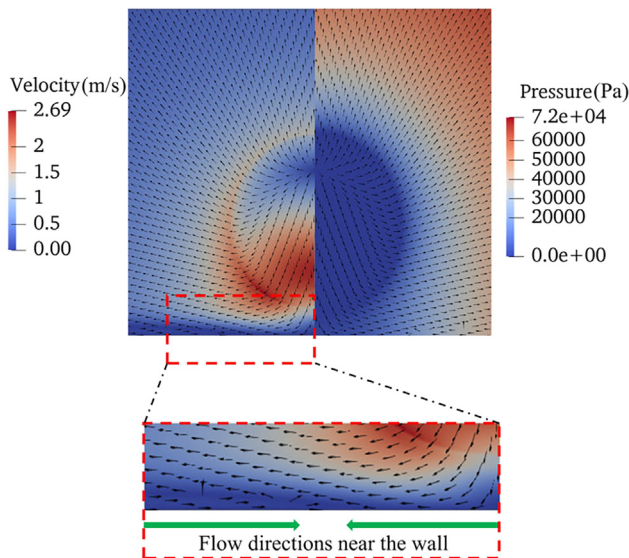 Velocity(m/s)
2.69
2
1.5
1
0.5
0.00
Pressure(Pa)
7.2e+04
60000
50000
40000
30000
20000
0.0e+00
Flow directions near the wall